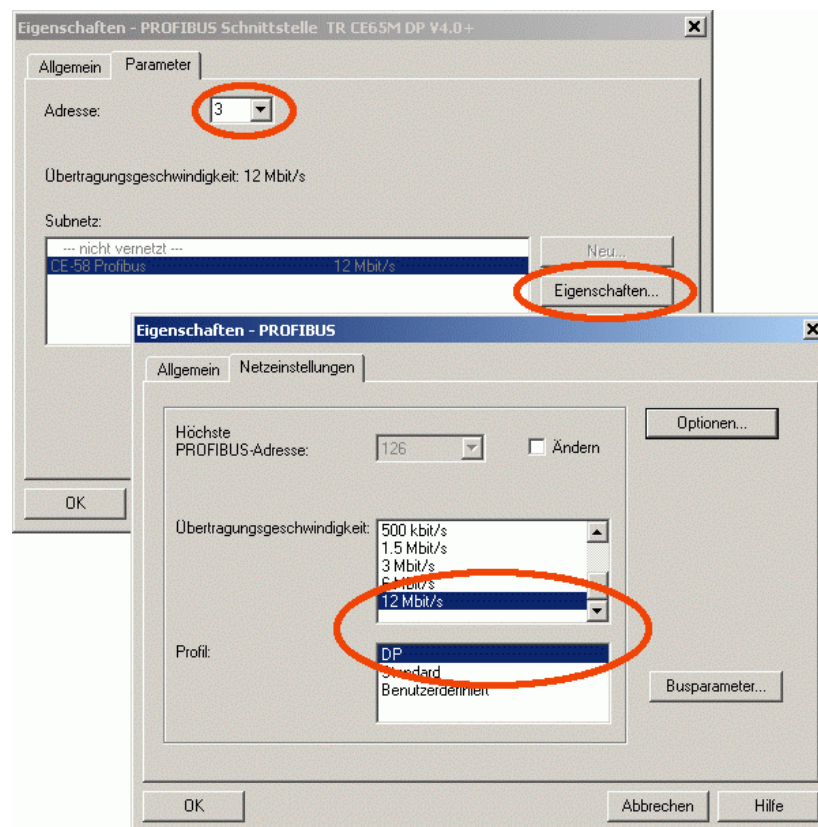 Eigenschaften - PROFIBUS Schnittstelle TR CE65M DP V4.0+
Allgemein Parameter
Adresse: 3
Übertragungsgeschwindigkeit: 12 Mbit/s
Subnetz:
--- nicht vernetzt ---
CE-58 Profibus 12 Mbit/s
Neu...
Eigenschaften...
OK
Eigenschaften - PROFIBUS
Allgemein Netzeinstellungen
Höchste
PROFIBUS-Adresse: 126 Ändern
Optionen...
Übertragungsgeschwindigkeit: 500 kbit/s
1.5 Mbit/s
3 Mbit/s
6 Mbit/s
12 Mbit/s
Profil: DP
Standard
Benutzerdefiniert
Busparameter...
OK Abbrechen Hilfe